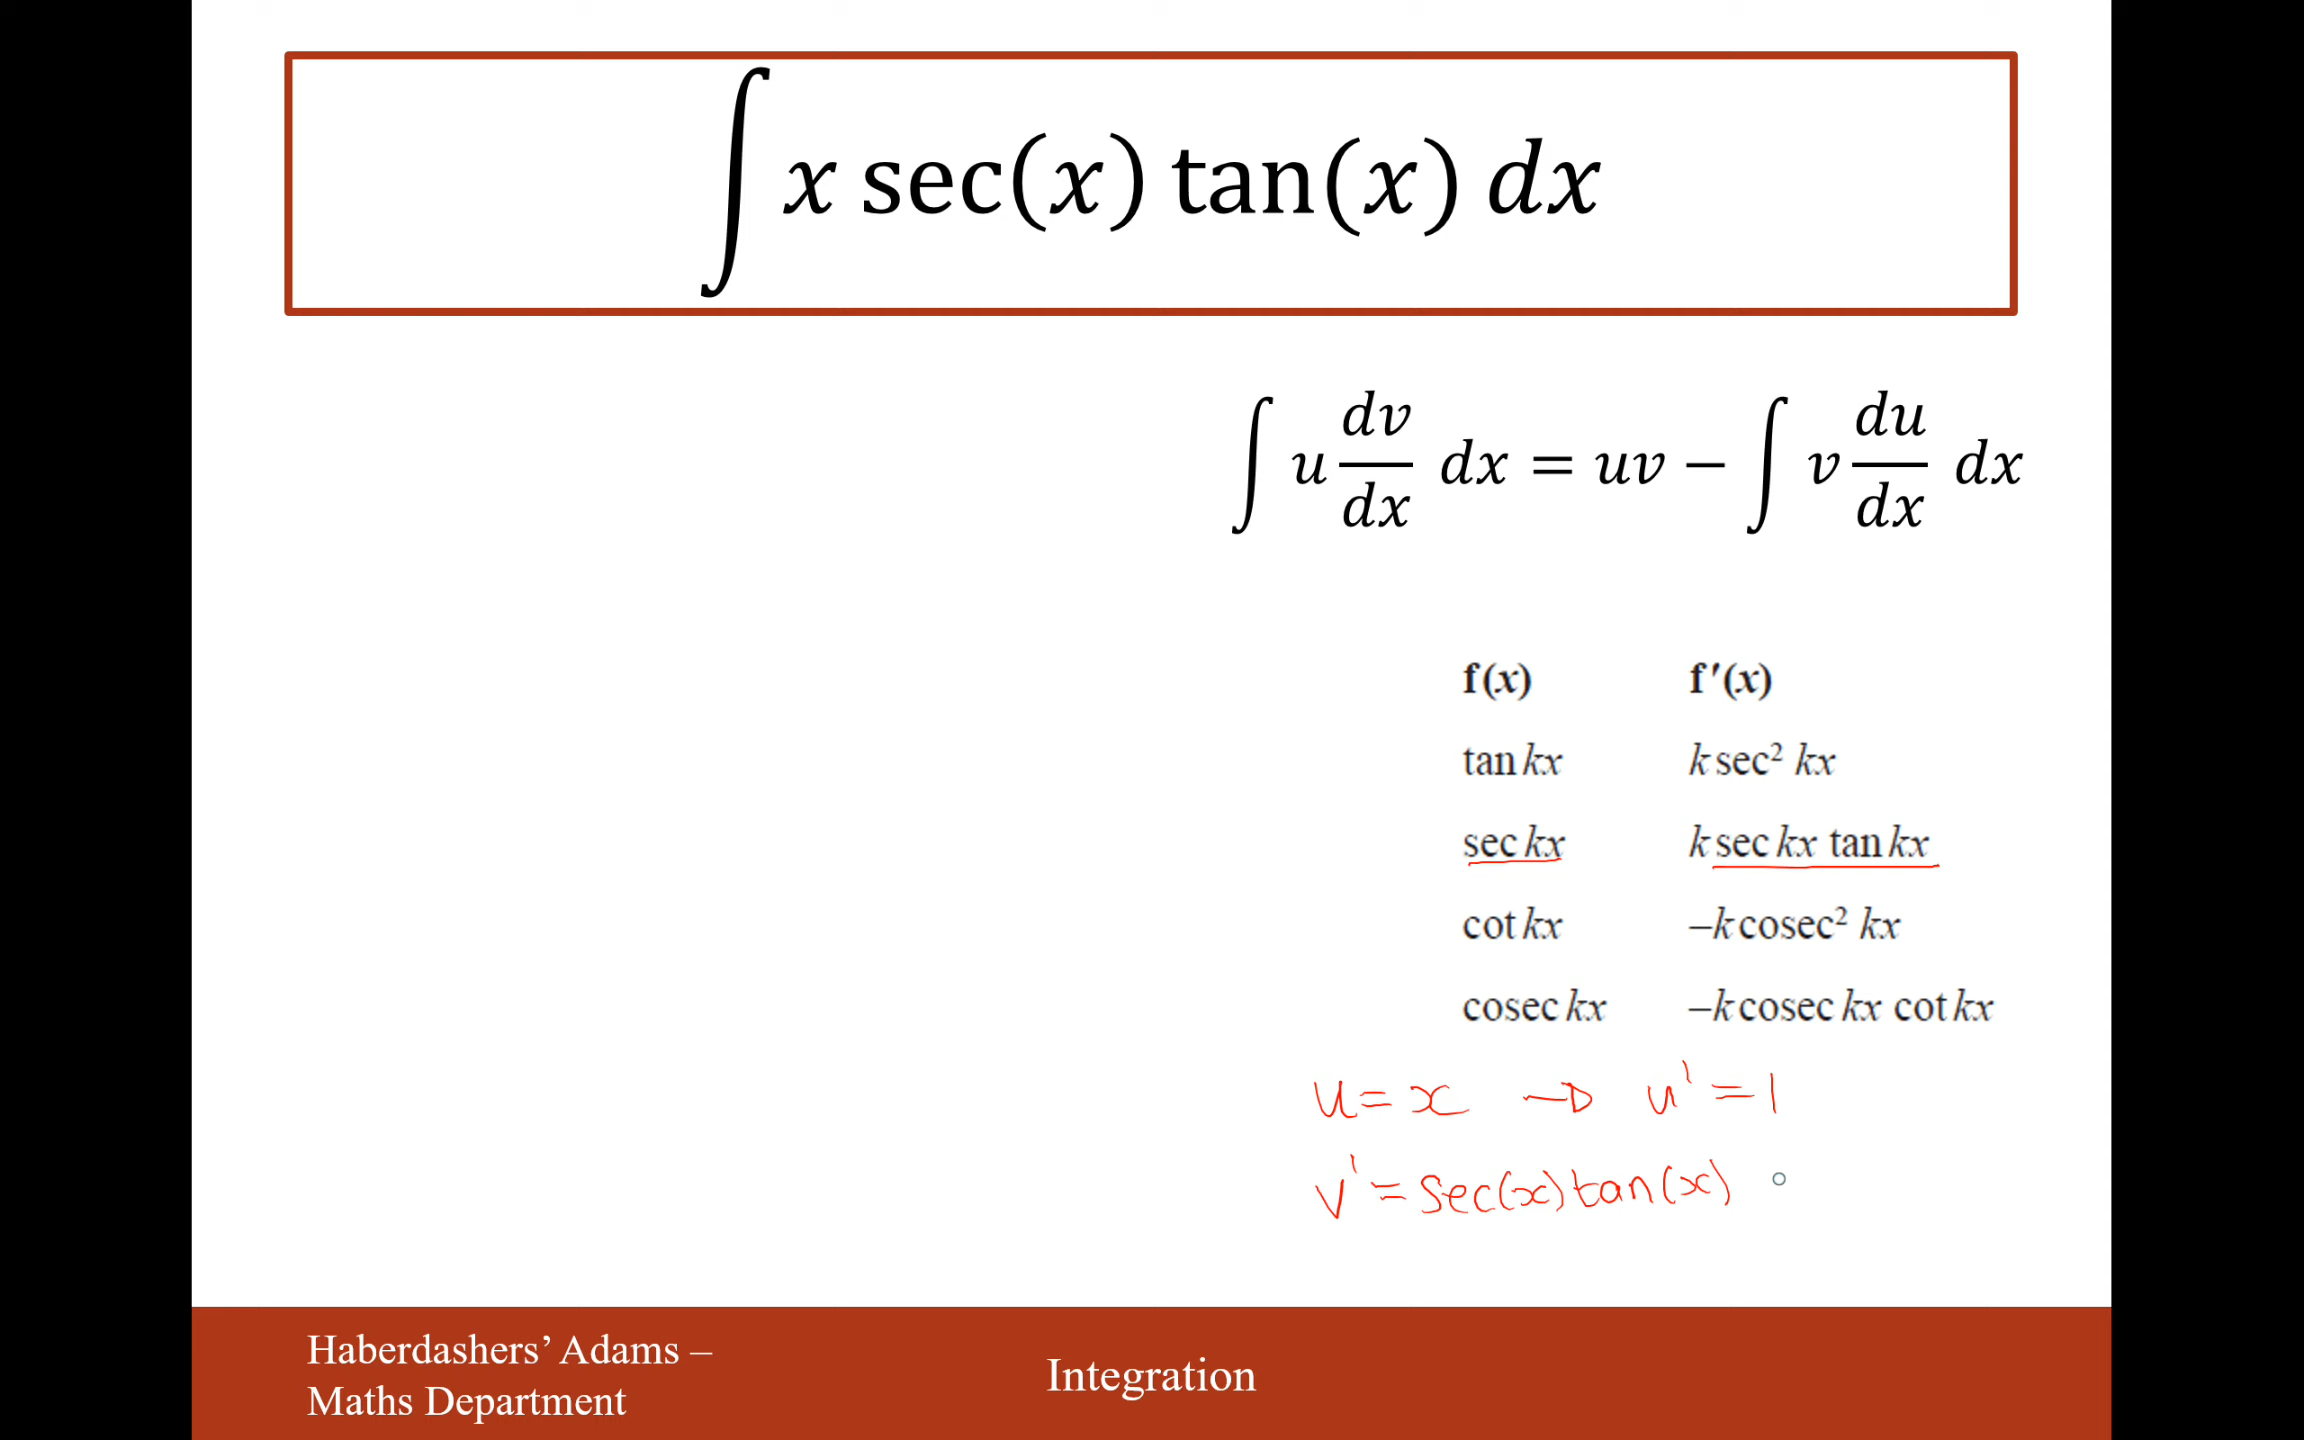 ∫ x sec(x) tan(x) dx
∫ u dv/dx dx = uv − ∫ v du/dx dx
f(x) f′(x)
tan kx k sec² kx
sec kx k sec kx tan kx
cot kx –k cosec² kx
cosec kx –k cosec kx cot kx
u = x → u' = 1
v' = sec(x) tan(x)
Haberdashers’ Adams –
Maths Department
Integration